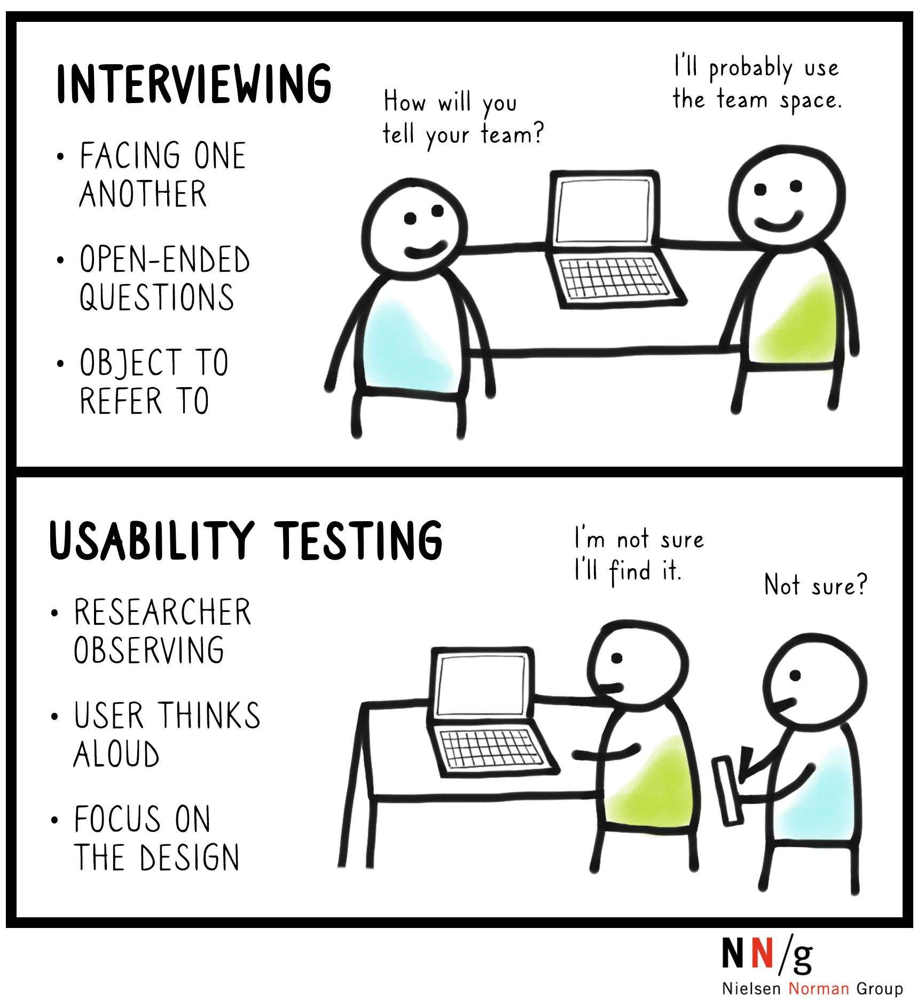 INTERVIEWING
• FACING ONE
ANOTHER
• OPEN-ENDED
QUESTIONS
• OBJECT TO
REFER TO
How will you
tell your team?
I'll probably use
the team space.
USABILITY TESTING
• RESEARCHER
OBSERVING
• USER THINKS
ALOUD
• FOCUS ON
THE DESIGN
I'm not sure
I'll find it.
Not sure?
NN/g
Nielsen Norman Group